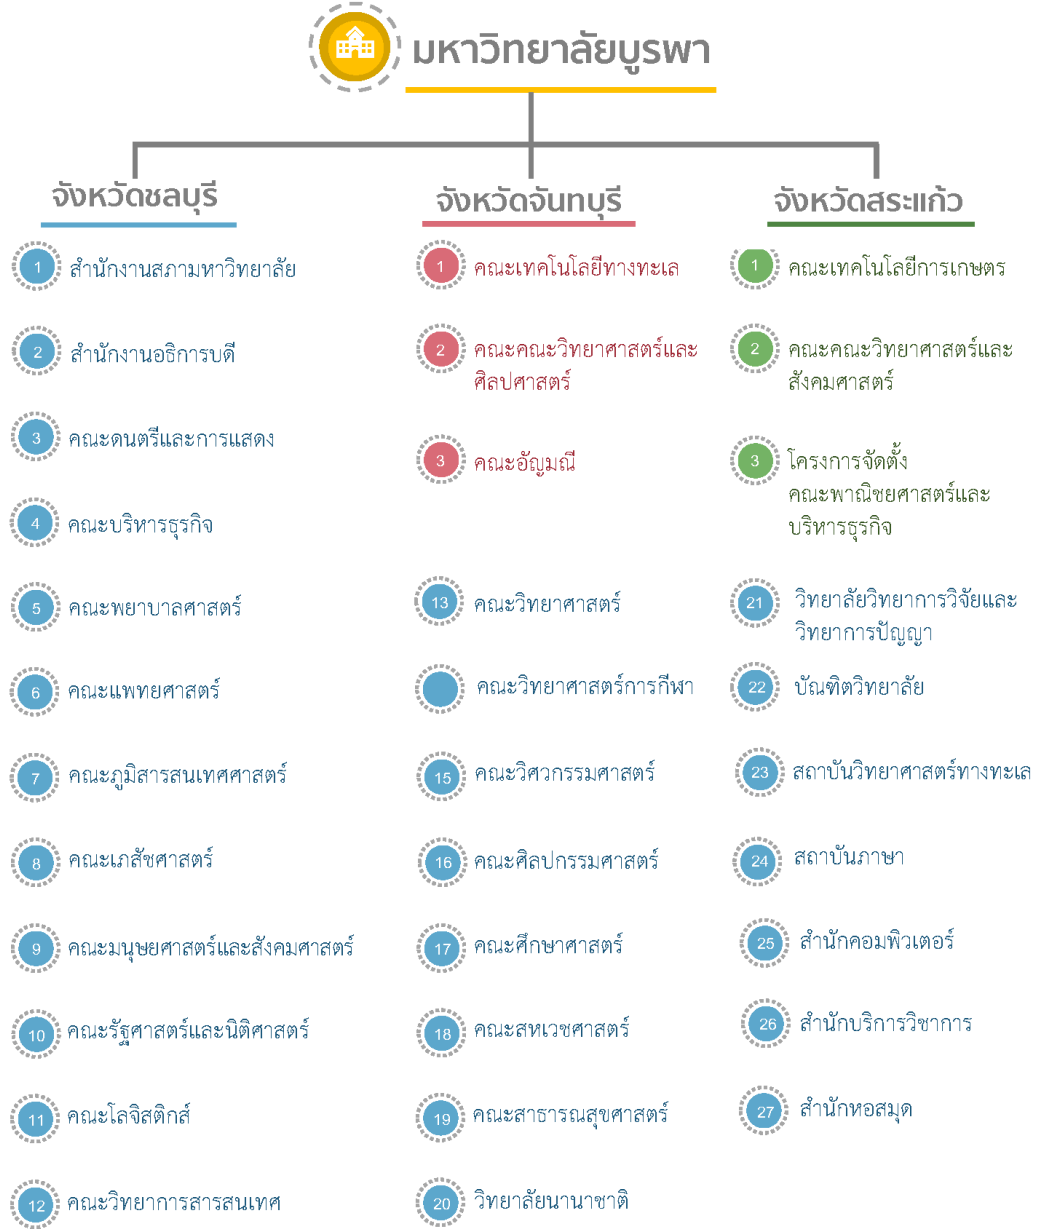 มหาวิทยาลัยบูรพา
จังหวัดชลบุรี
1 สำนักงานสภามหาวิทยาลัย
2 สำนักงานอธิการบดี
3 คณะดนตรีและการแสดง
4 คณะบริหารธุรกิจ
5 คณะพยาบาลศาสตร์
6 คณะแพทยศาสตร์
7 คณะภูมิสารสนเทศศาสตร์
8 คณะเภสัชศาสตร์
9 คณะมนุษยศาสตร์และสังคมศาสตร์
10 คณะรัฐศาสตร์และนิติศาสตร์
11 คณะโลจิสติกส์
12 คณะวิทยาการสารสนเทศ
จังหวัดจันทบุรี
1 คณะเทคโนโลยีทางทะเล
2 คณะคณะวิทยาศาสตร์และ
ศิลปศาสตร์
3 คณะอัญมณี
13 คณะวิทยาศาสตร์
คณะวิทยาศาสตร์การกีฬา
15 คณะวิศวกรรมศาสตร์
16 คณะศิลปกรรมศาสตร์
17 คณะศึกษาศาสตร์
18 คณะสหเวชศาสตร์
19 คณะสาธารณสุขศาสตร์
20 วิทยาลัยนานาชาติ
จังหวัดสระแก้ว
1 คณะเทคโนโลยีการเกษตร
2 คณะคณะวิทยาศาสตร์และ
สังคมศาสตร์
3 โครงการจัดตั้ง
คณะพาณิชยศาสตร์และ
บริหารธุรกิจ
21 วิทยาลัยวิทยาการวิจัยและ
วิทยาการปัญญา
22 บัณฑิตวิทยาลัย
23 สถาบันวิทยาศาสตร์ทางทะเล
24 สถาบันภาษา
25 สำนักคอมพิวเตอร์
26 สำนักบริการวิชาการ
27 สำนักหอสมุด